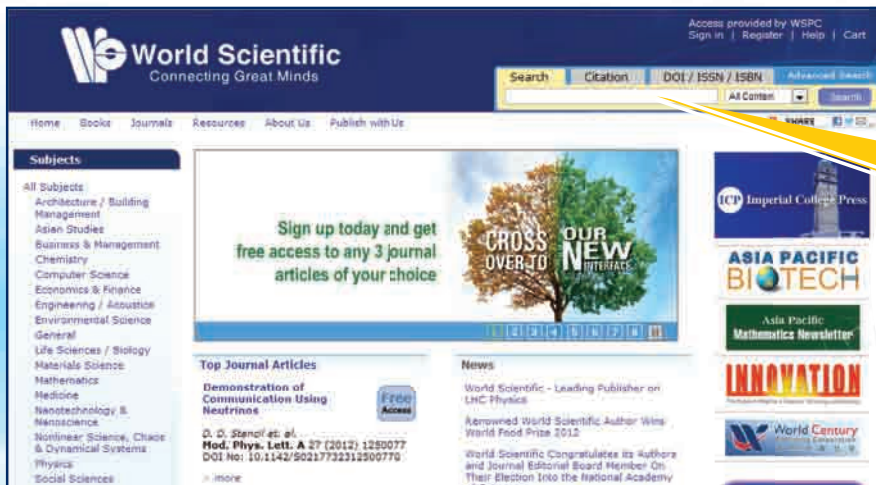 Access provided by WSPC
Sign in | Register | Help | Cart
World Scientific
Connecting Great Minds
Search Citation DOI / ISSN / ISBN Advanced Search
All Content Search
Home Books Journals Resources About Us Publish with Us
SHARE
Subjects
All Subjects
Architecture / Building
Management
Asian Studies
Business & Management
Chemistry
Computer Science
Economics & Finance
Engineering / Acoustics
Environmental Science
General
Life Sciences / Biology
Materials Science
Mathematics
Medicine
Nanotechnology &
Nanoscience
Nonlinear Science, Chaos
& Dynamical Systems
Physics
Social Sciences
Sign up today and get
free access to any 3 journal
articles of your choice
CROSS
OVER TO
OUR
NEW
INTERFACE
1 2 3 4 5 6 7 8
Top Journal Articles
Demonstration of
Communication Using
Neutrinos
Free
Access
D. D. Stancil et. al.
Mod. Phys. Lett. A 27 (2012) 1250077
DOI No: 10.1142/S0217732312500770
> more
News
World Scientific - Leading Publisher on
LHC Physics
Renowned World Scientific Author Wins
World Food Prize 2012
World Scientific Congratulates its Authors
and Journal Editorial Board Member On
Their Election Into the National Academy
ICP Imperial College Press
ASIA PACIFIC
BIOTECH
Asia Pacific
Mathematics Newsletter
INNOVATION
World Century